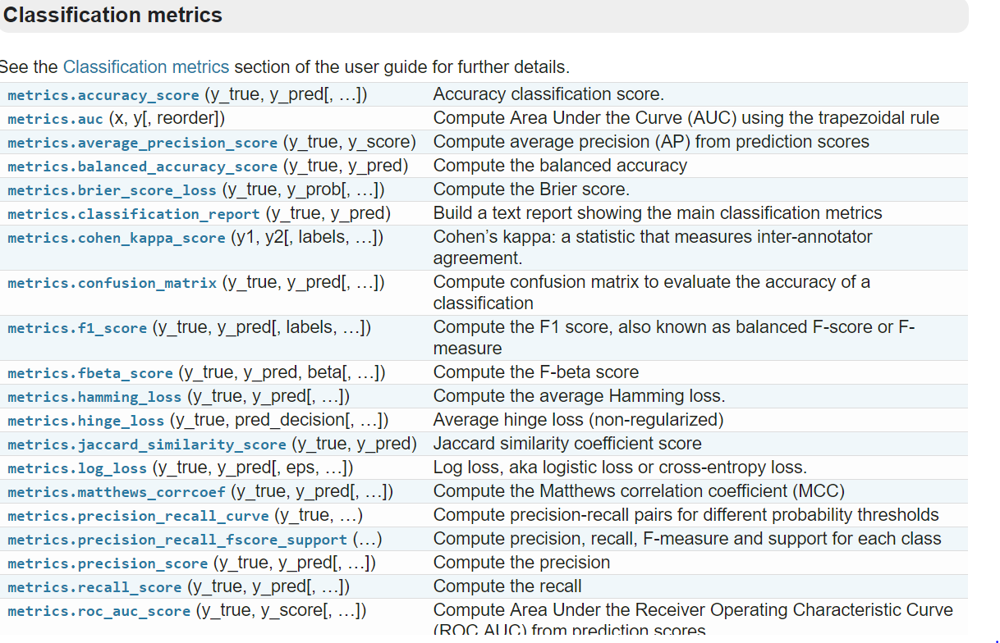 Classification metrics
See the Classification metrics section of the user guide for further details.
metrics.accuracy_score (y_true, y_pred[, …]) Accuracy classification score.
metrics.auc (x, y[, reorder]) Compute Area Under the Curve (AUC) using the trapezoidal rule
metrics.average_precision_score (y_true, y_score) Compute average precision (AP) from prediction scores
metrics.balanced_accuracy_score (y_true, y_pred) Compute the balanced accuracy
metrics.brier_score_loss (y_true, y_prob[, …]) Compute the Brier score.
metrics.classification_report (y_true, y_pred) Build a text report showing the main classification metrics
metrics.cohen_kappa_score (y1, y2[, labels, …]) Cohen’s kappa: a statistic that measures inter-annotator
agreement.
metrics.confusion_matrix (y_true, y_pred[, …]) Compute confusion matrix to evaluate the accuracy of a
classification
metrics.f1_score (y_true, y_pred[, labels, …]) Compute the F1 score, also known as balanced F-score or F-
measure
metrics.fbeta_score (y_true, y_pred, beta[, …]) Compute the F-beta score
metrics.hamming_loss (y_true, y_pred[, …]) Compute the average Hamming loss.
metrics.hinge_loss (y_true, pred_decision[, …]) Average hinge loss (non-regularized)
metrics.jaccard_similarity_score (y_true, y_pred) Jaccard similarity coefficient score
metrics.log_loss (y_true, y_pred[, eps, …]) Log loss, aka logistic loss or cross-entropy loss.
metrics.matthews_corrcoef (y_true, y_pred[, …]) Compute the Matthews correlation coefficient (MCC)
metrics.precision_recall_curve (y_true, …) Compute precision-recall pairs for different probability thresholds
metrics.precision_recall_fscore_support (…) Compute precision, recall, F-measure and support for each class
metrics.precision_score (y_true, y_pred[, …]) Compute the precision
metrics.recall_score (y_true, y_pred[, …]) Compute the recall
metrics.roc_auc_score (y_true, y_score[, …]) Compute Area Under the Receiver Operating Characteristic Curve
(ROC AUC) from prediction scores